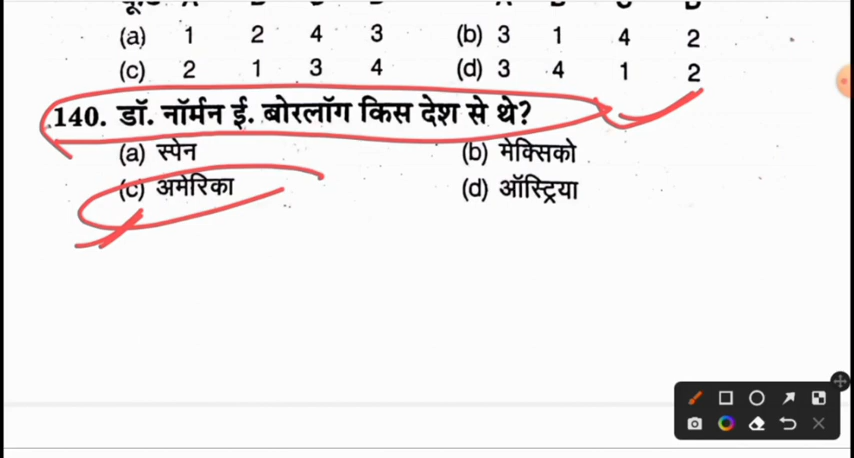 (a) 1 2 4 3 (b) 3 1 4 2
(c) 2 1 3 4 (d) 3 4 1 2
140. डॉ. नॉर्मन ई. बोरलॉग किस देश से थे?
(a) स्पेन (b) मेक्सिको
(c) अमेरिका (d) ऑस्ट्रिया